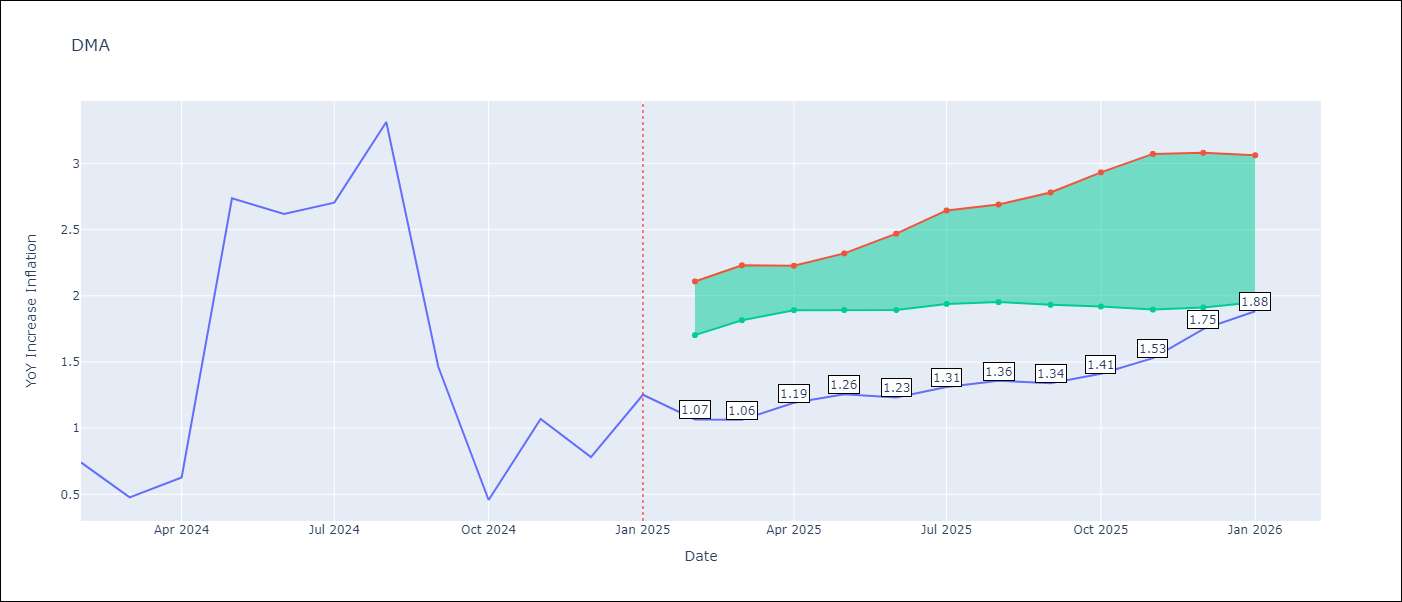 DMA
YoY Increase Inflation
3
2.5
2
1.5
1
0.5
1.07
1.06
1.19
1.26
1.23
1.31
1.36
1.34
1.41
1.53
1.75
1.88
Apr 2024
Jul 2024
Oct 2024
Jan 2025
Apr 2025
Jul 2025
Oct 2025
Jan 2026
Date